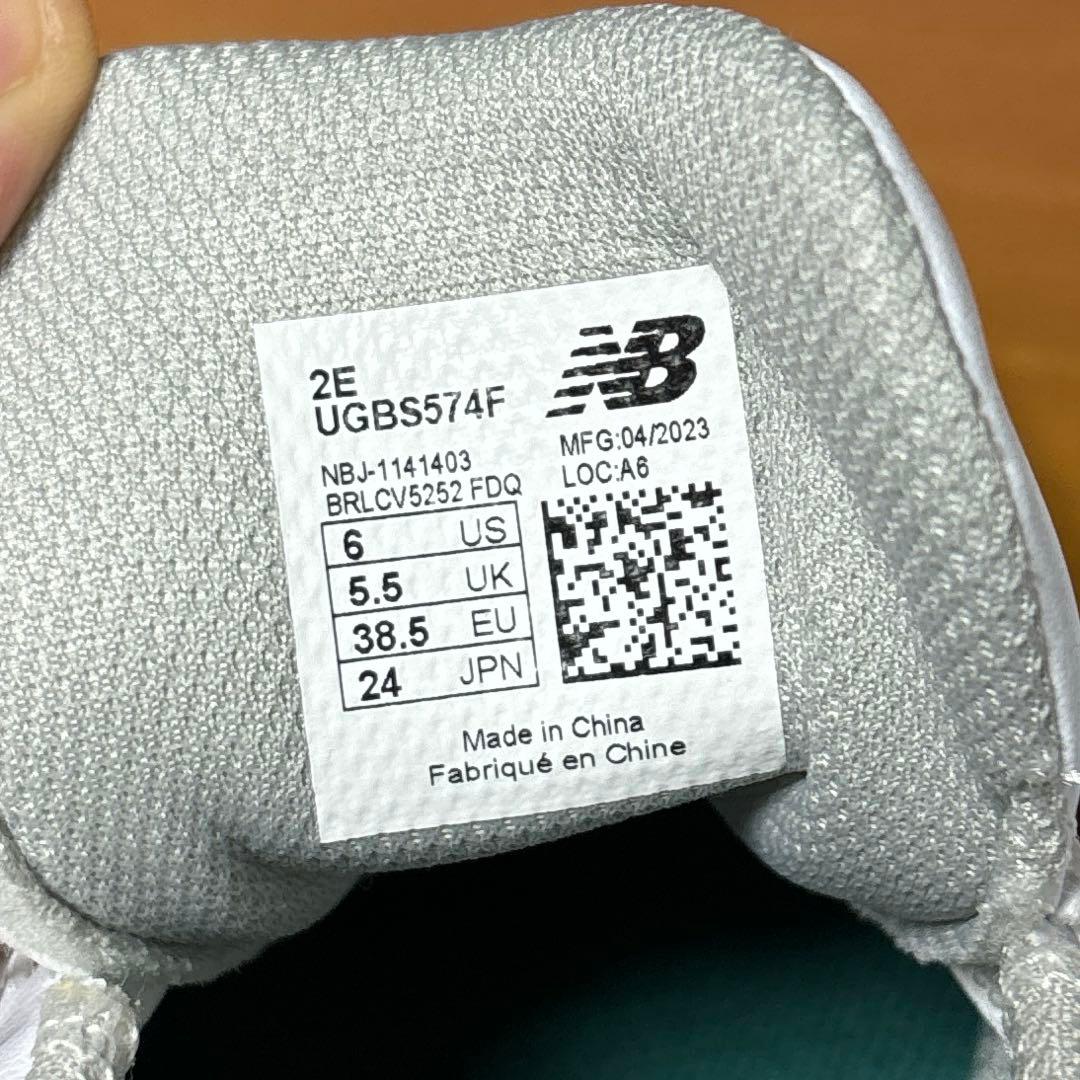 2E
UGBS574F
NBJ-1141403
BRLCV5252 FDQ
NB
MFG:04/2023
LOC:A6
6 US
5.5 UK
38.5 EU
24 JPN
Made in China
Fabriqué en Chine